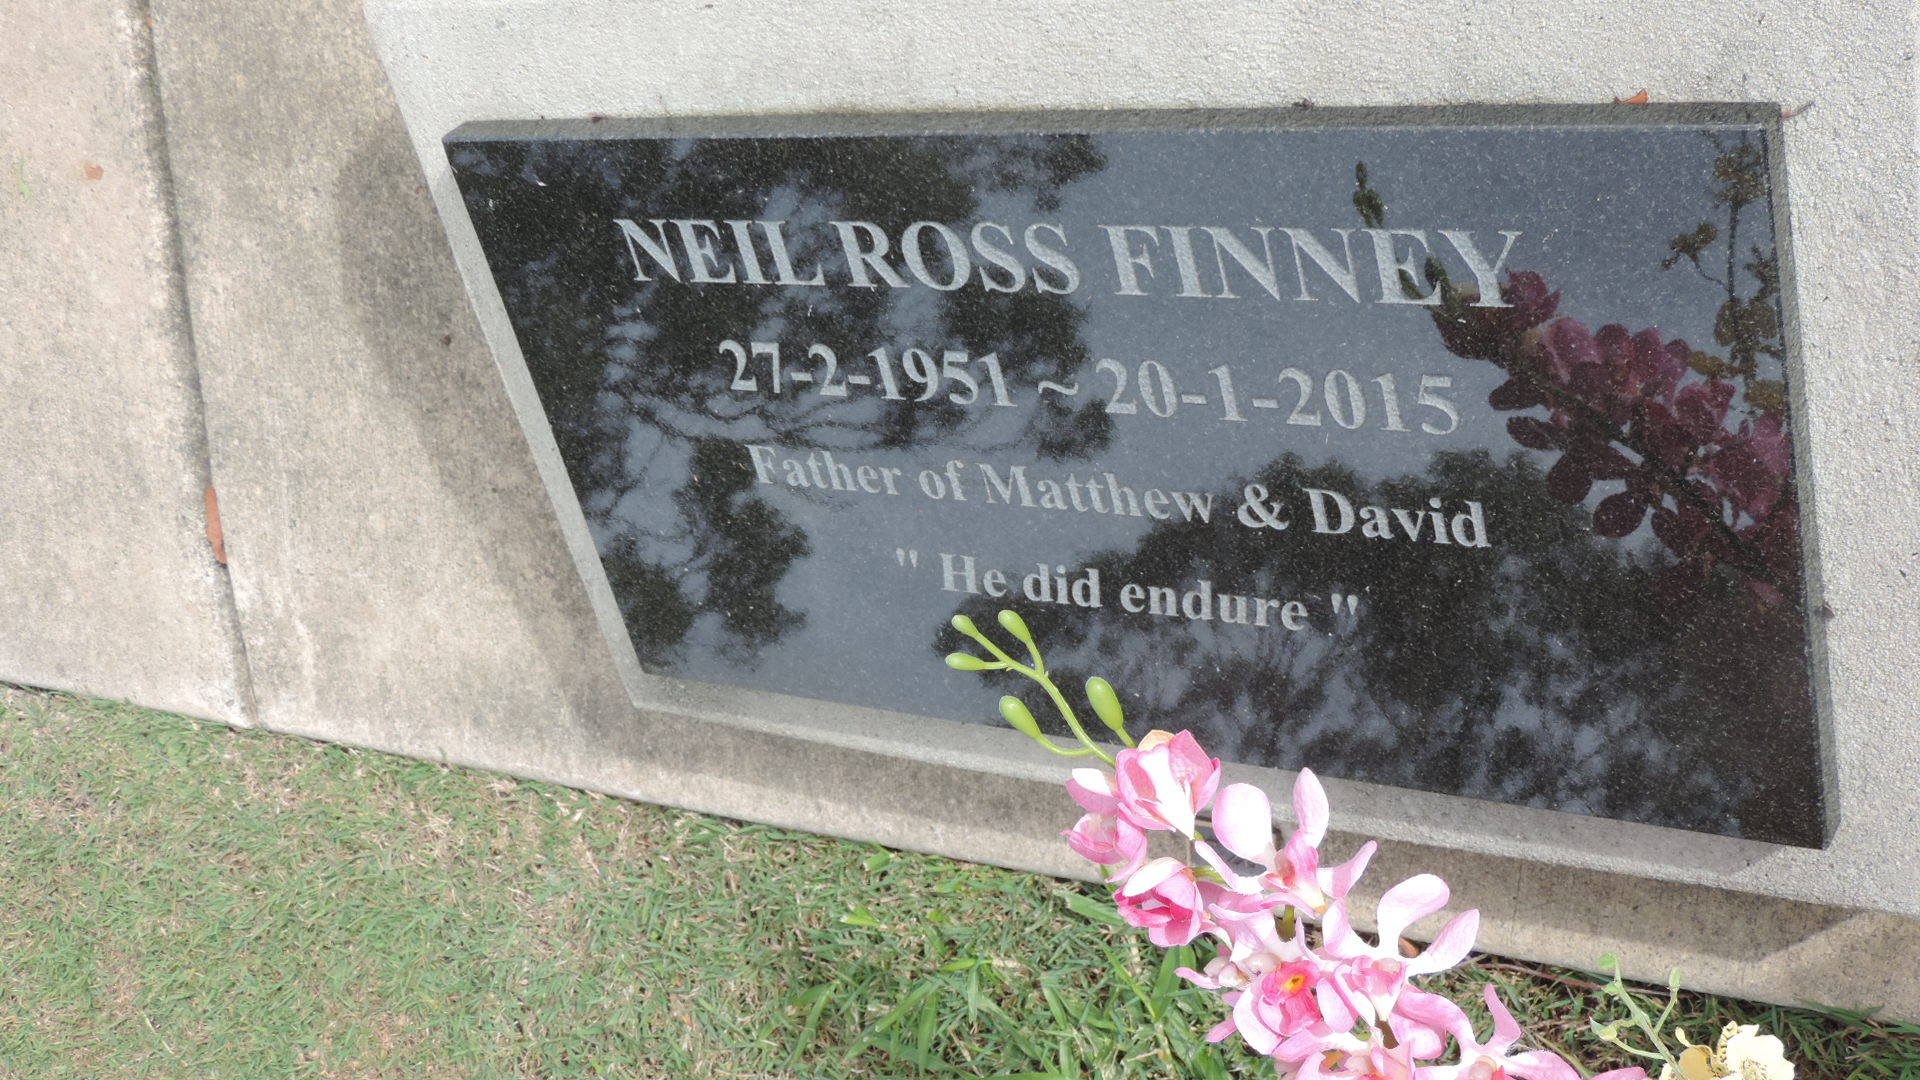 NEIL ROSS FINNEY
27-2-1951 ~ 20-1-2015
Father of Matthew & David
" He did endure "